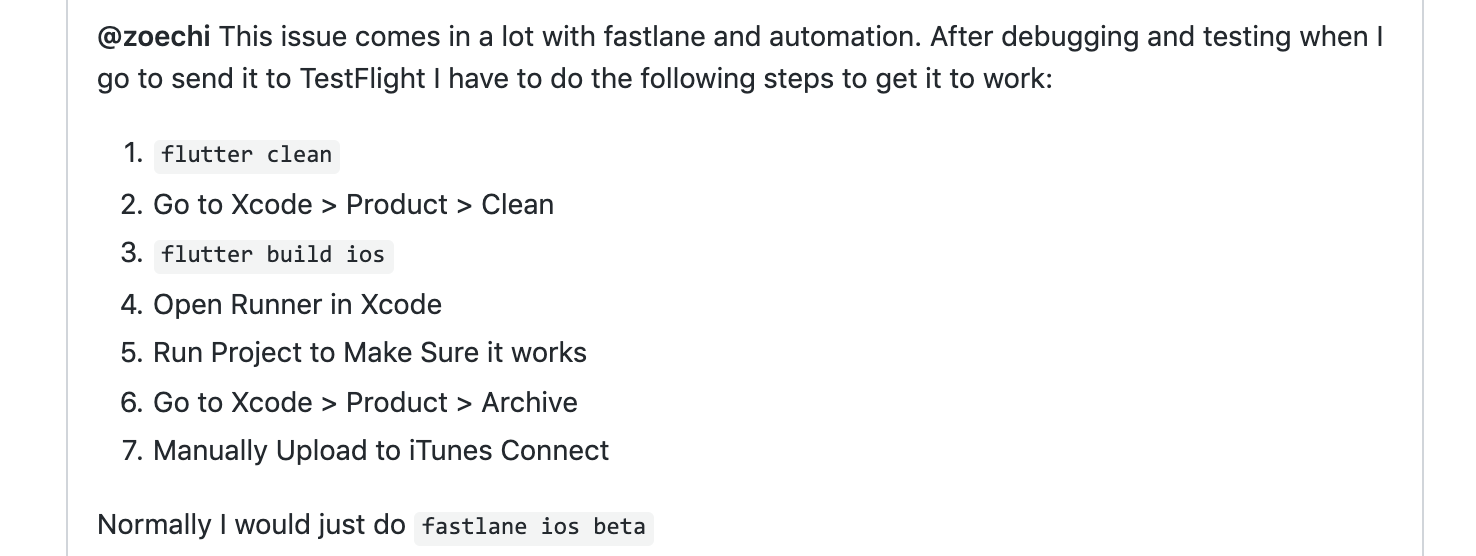 @zoechi This issue comes in a lot with fastlane and automation. After debugging and testing when I
go to send it to TestFlight I have to do the following steps to get it to work:
1. flutter clean
2. Go to Xcode > Product > Clean
3. flutter build ios
4. Open Runner in Xcode
5. Run Project to Make Sure it works
6. Go to Xcode > Product > Archive
7. Manually Upload to iTunes Connect
Normally I would just do fastlane ios beta